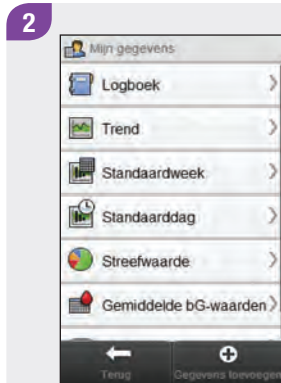 2
Mijn gegevens
Logboek
Trend
Standaardweek
Standaarddag
Streefwaarde
Gemiddelde bG-waarden
Terug
Gegevens toevoegen